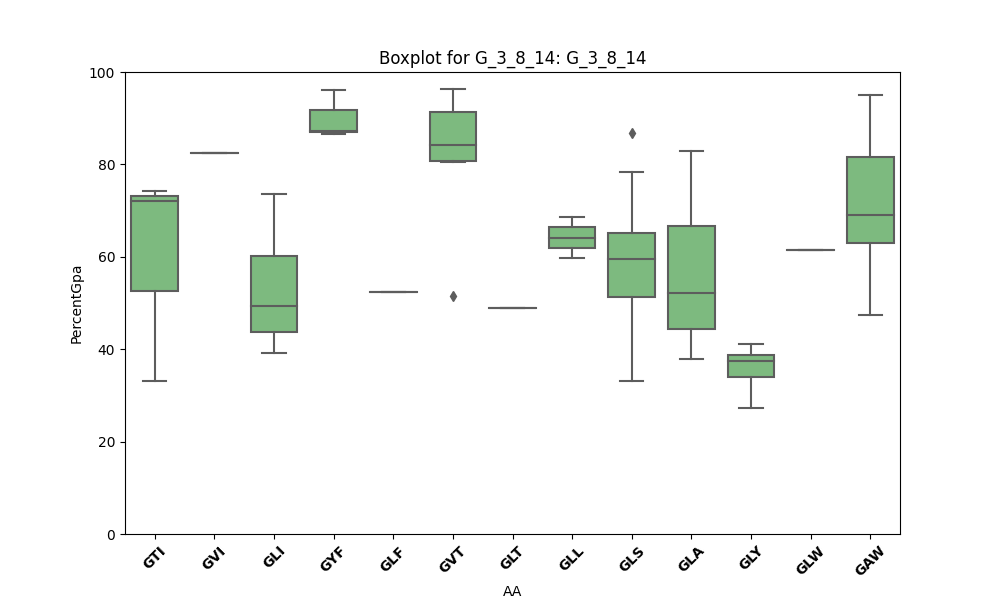 Boxplot for G_3_8_14: G_3_8_14
100
80
60
40
20
0
PercentGpa
GTI GVI GLI GYF GLF GVT GLT GLL GLS GLA GLY GLW GAW
AA